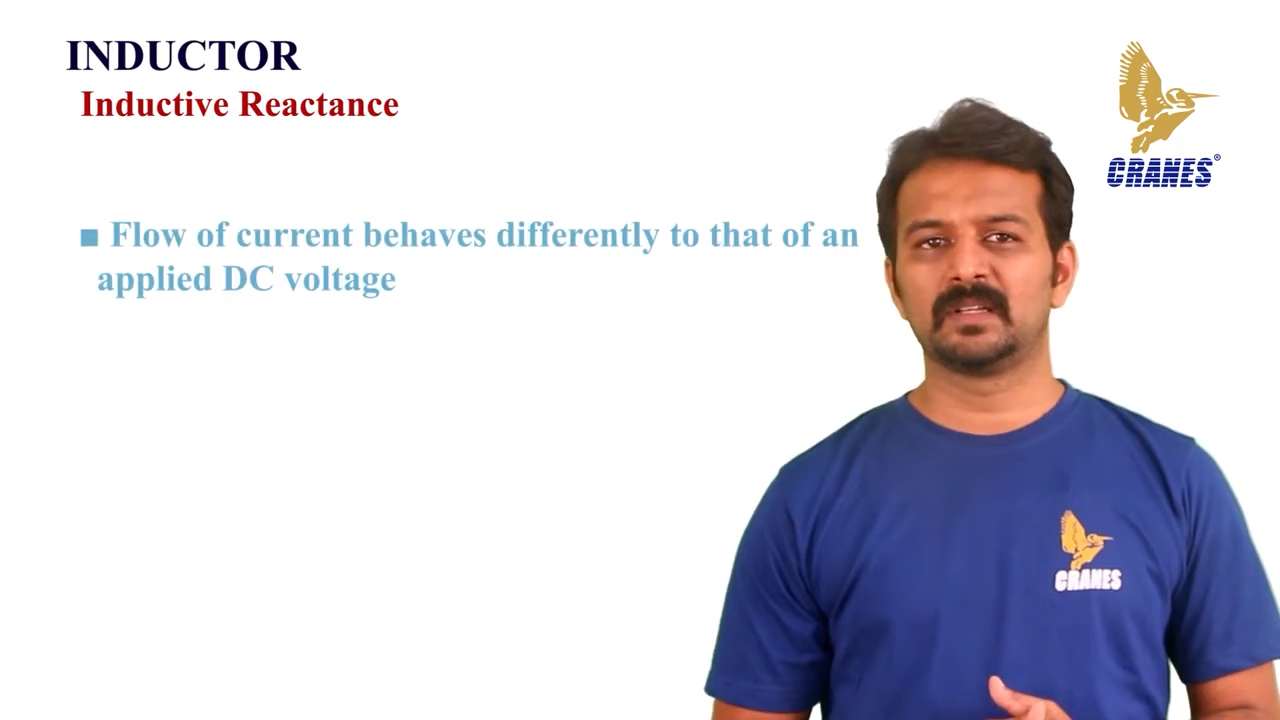 INDUCTOR
Inductive Reactance
CRANES®
■ Flow of current behaves differently to that of an
applied DC voltage
CRANES